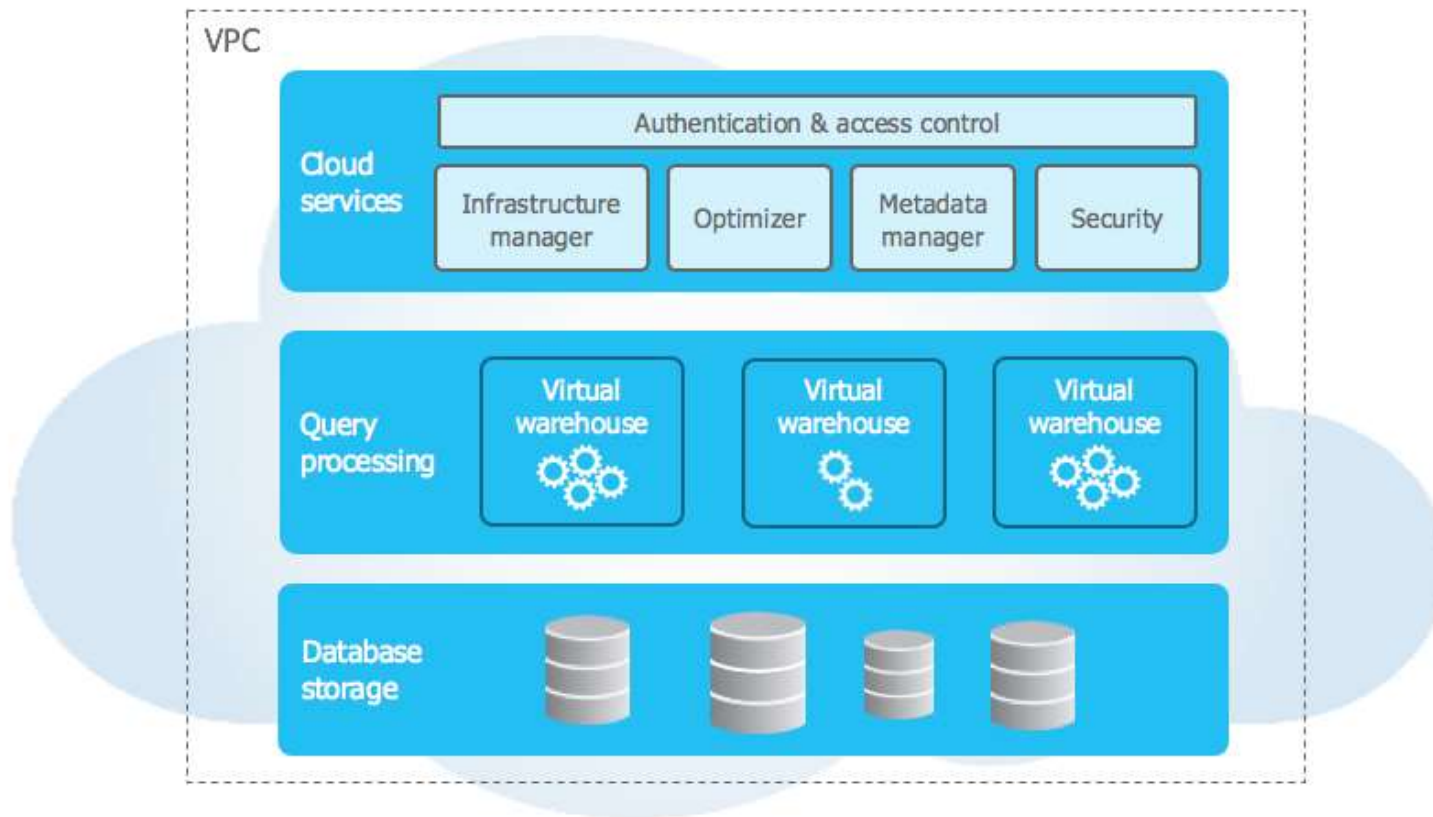 VPC
Authentication & access control
Cloud
services
Infrastructure
manager
Optimizer
Metadata
manager
Security
Query
processing
Virtual
warehouse
Virtual
warehouse
Virtual
warehouse
Database
storage